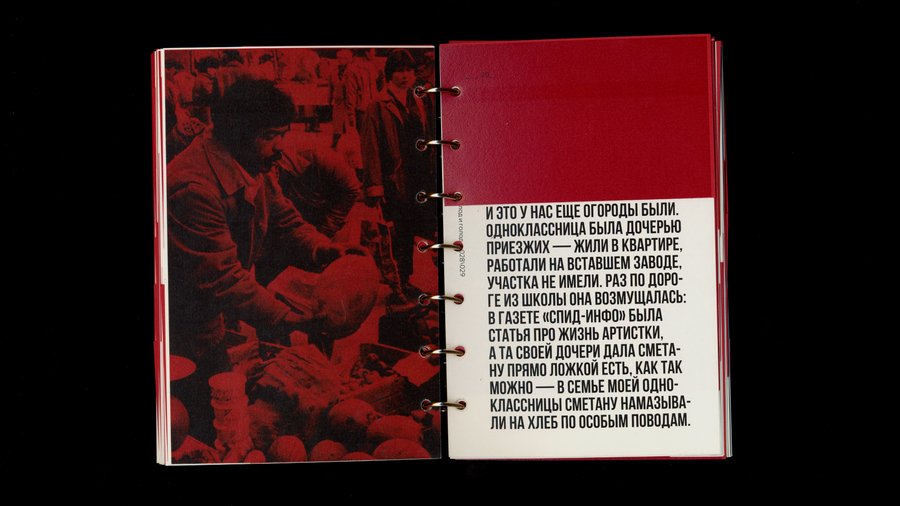 И ЭТО У НАС ЕЩЕ ОГОРОДЫ БЫЛИ.
ОДНОКЛАССНИЦА БЫЛА ДОЧЕРЬЮ
ПРИЕЗЖИХ — ЖИЛИ В КВАРТИРЕ,
РАБОТАЛИ НА ВСТАВШЕМ ЗАВОДЕ,
УЧАСТКА НЕ ИМЕЛИ. РАЗ ПО ДОРО-
ГЕ ИЗ ШКОЛЫ ОНА ВОЗМУЩАЛАСЬ:
В ГАЗЕТЕ «СПИД-ИНФО» БЫЛА
СТАТЬЯ ПРО ЖИЗНЬ АРТИСТКИ,
А ТА СВОЕЙ ДОЧЕРИ ДАЛА СМЕТА-
НУ ПРЯМО ЛОЖКОЙ ЕСТЬ, КАК ТАК
МОЖНО — В СЕМЬЕ МОЕЙ ОДНО-
КЛАССНИЦЫ СМЕТАНУ НАМАЗЫВА-
ЛИ НА ХЛЕБ ПО ОСОБЫМ ПОВОДАМ.
028\029